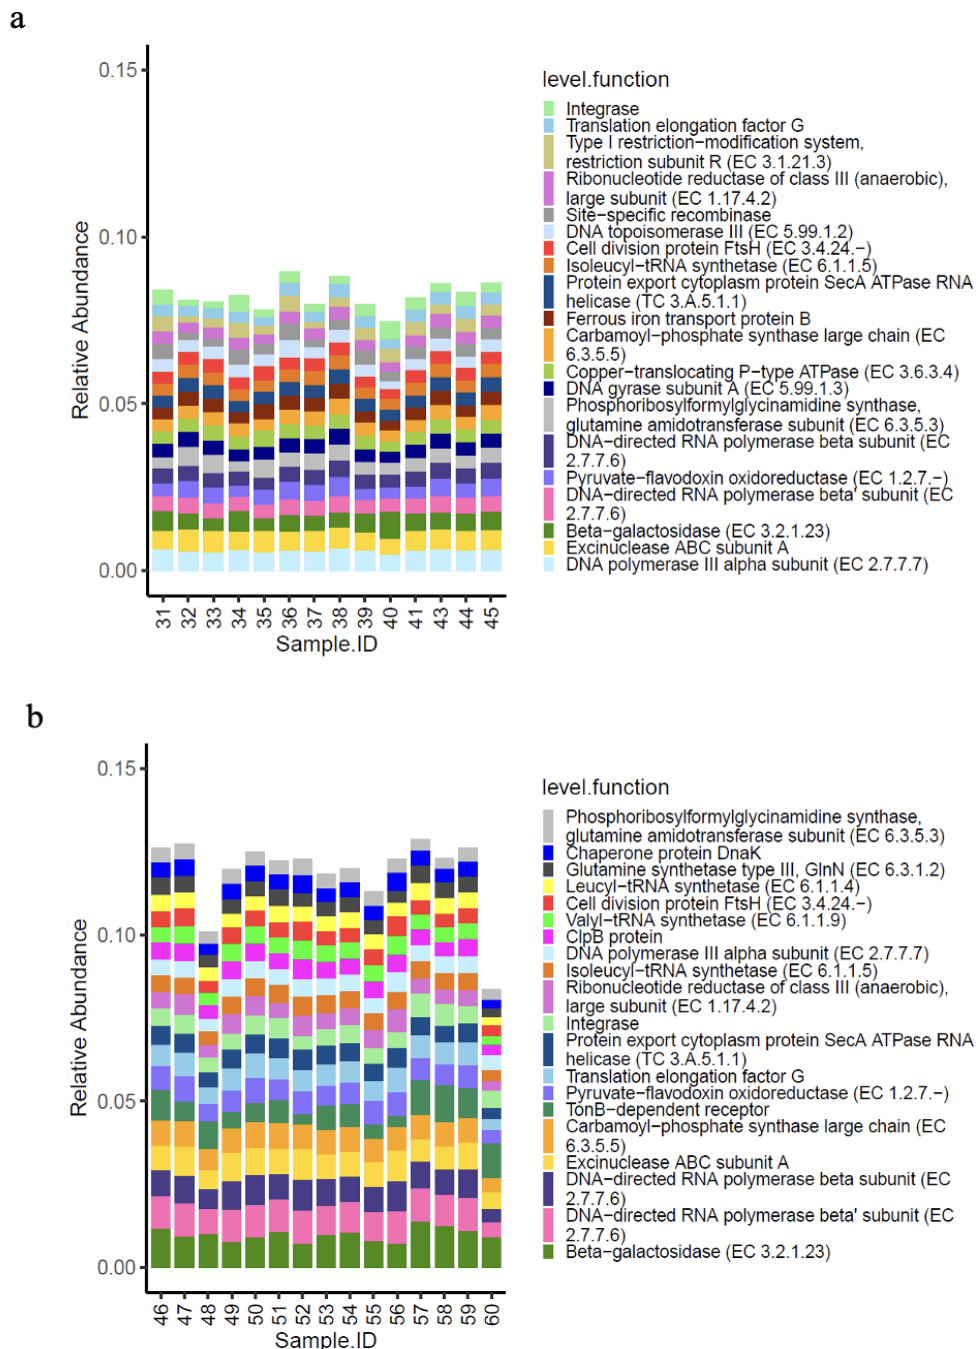 a
0.15
0.10
0.05
0.00
Relative Abundance
31 32 33 34 35 36 37 38 39 40 41 43 44 45
Sample.ID
level.function
Integrase
Translation elongation factor G
Type I restriction−modification system,
restriction subunit R (EC 3.1.21.3)
Ribonucleotide reductase of class III (anaerobic),
large subunit (EC 1.17.4.2)
Site−specific recombinase
DNA topoisomerase III (EC 5.99.1.2)
Cell division protein FtsH (EC 3.4.24.−)
Isoleucyl−tRNA synthetase (EC 6.1.1.5)
Protein export cytoplasm protein SecA ATPase RNA
helicase (TC 3.A.5.1.1)
Ferrous iron transport protein B
Carbamoyl−phosphate synthase large chain (EC
6.3.5.5)
Copper−translocating P−type ATPase (EC 3.6.3.4)
DNA gyrase subunit A (EC 5.99.1.3)
Phosphoribosylformylglycinamidine synthase,
glutamine amidotransferase subunit (EC 6.3.5.3)
DNA−directed RNA polymerase beta subunit (EC
2.7.7.6)
Pyruvate−flavodoxin oxidoreductase (EC 1.2.7.−)
DNA−directed RNA polymerase beta' subunit (EC
2.7.7.6)
Beta−galactosidase (EC 3.2.1.23)
Excinuclease ABC subunit A
DNA polymerase III alpha subunit (EC 2.7.7.7)
b
0.15
0.10
0.05
0.00
Relative Abundance
46 47 48 49 50 51 52 53 54 55 56 57 58 59 60
Sample.ID
level.function
Phosphoribosylformylglycinamidine synthase,
glutamine amidotransferase subunit (EC 6.3.5.3)
Chaperone protein DnaK
Glutamine synthetase type III, GlnN (EC 6.3.1.2)
Leucyl−tRNA synthetase (EC 6.1.1.4)
Cell division protein FtsH (EC 3.4.24.−)
Valyl−tRNA synthetase (EC 6.1.1.9)
ClpB protein
DNA polymerase III alpha subunit (EC 2.7.7.7)
Isoleucyl−tRNA synthetase (EC 6.1.1.5)
Ribonucleotide reductase of class III (anaerobic),
large subunit (EC 1.17.4.2)
Integrase
Protein export cytoplasm protein SecA ATPase RNA
helicase (TC 3.A.5.1.1)
Translation elongation factor G
Pyruvate−flavodoxin oxidoreductase (EC 1.2.7.−)
TonB−dependent receptor
Carbamoyl−phosphate synthase large chain (EC
6.3.5.5)
Excinuclease ABC subunit A
DNA−directed RNA polymerase beta subunit (EC
2.7.7.6)
DNA−directed RNA polymerase beta' subunit (EC
2.7.7.6)
Beta−galactosidase (EC 3.2.1.23)